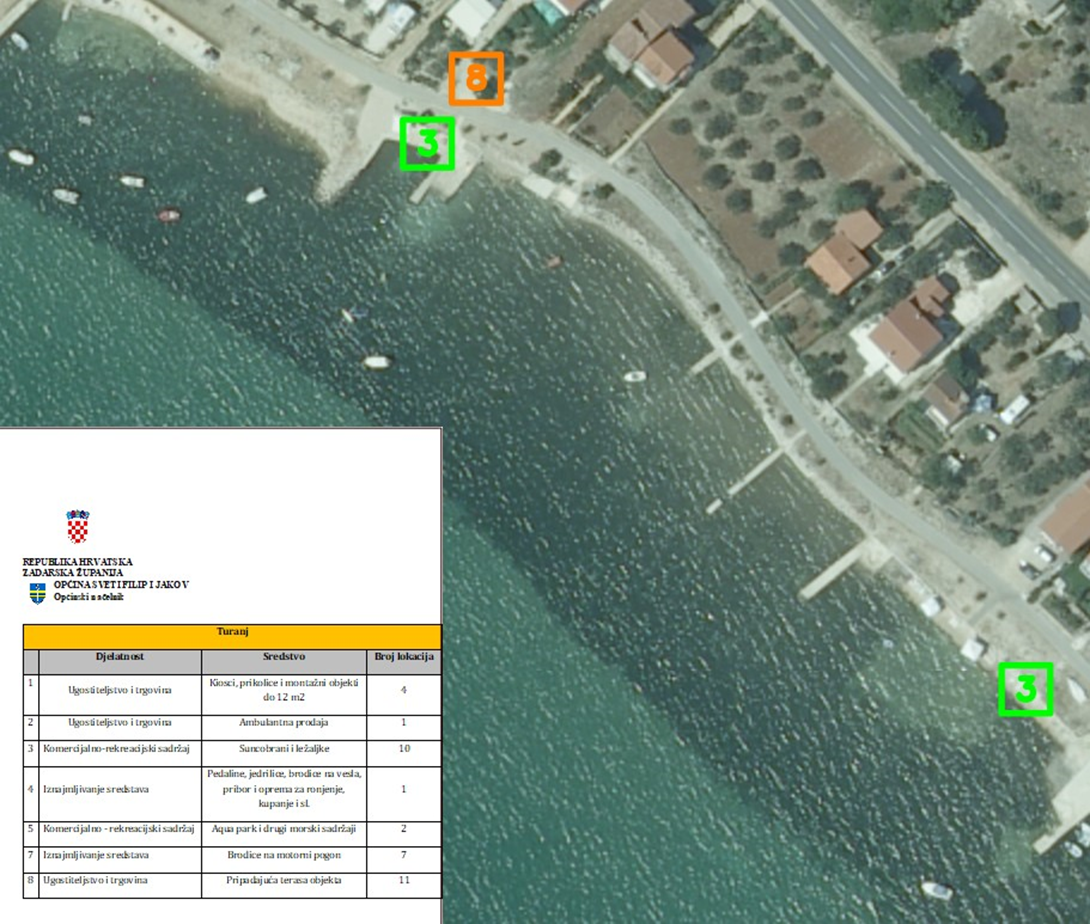 8
3
3
REPUBLIKA HRVATSKA
ZADARSKA ŽUPANIJA
OPĆINA SVETI FILIP I JAKOV
Općinski načelnik
Turanj
Djelatnost Sredstvo Broj lokacija
1 Ugostiteljstvo i trgovina Kiosci, prikolice i montažni objekti do 12 m2 4
2 Ugostiteljstvo i trgovina Ambulantna prodaja 1
3 Komercijalno-rekreacijski sadržaj Suncobrani i ležaljke 10
4 Iznajmljivanje sredstava Pedaline, jedrilice, brodice na vesla, pribor i oprema za ronjenje, kupanje i sl. 1
5 Komercijalno - rekreacijski sadržaj Aqua park i drugi morski sadržaji 2
7 Iznajmljivanje sredstava Brodice na motorni pogon 7
8 Ugostiteljstvo i trgovina Pripadajuća terasa objekta 11